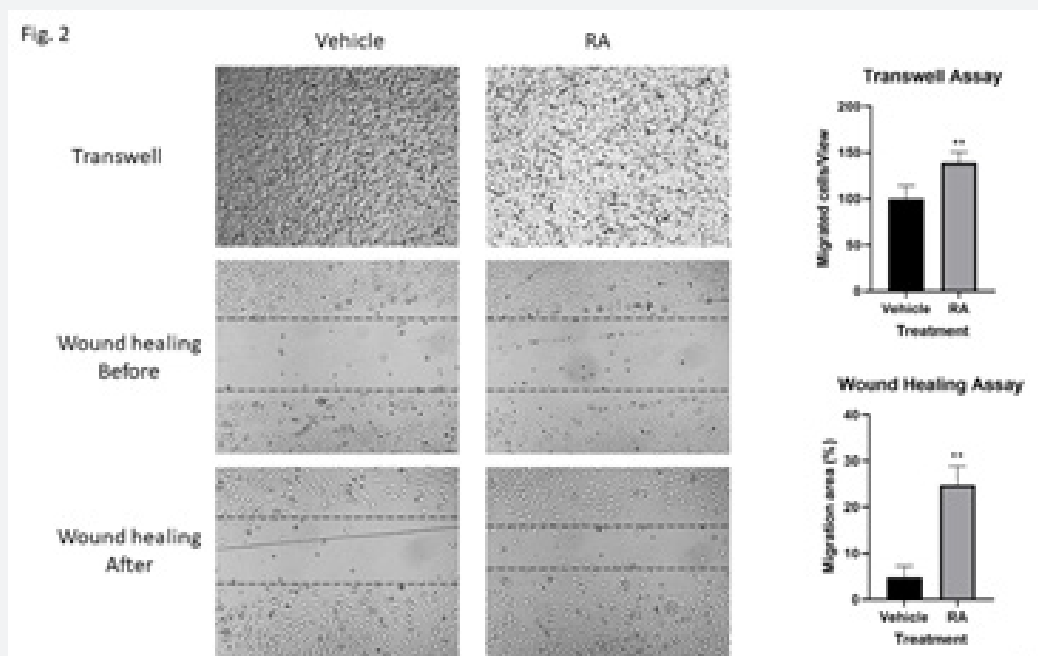 Fig. 2
Vehicle
RA
Transwell
Wound healing
Before
Wound healing
After
Transwell Assay
Migrated cells/View
200
150
100
50
0
**
Vehicle
RA
Treatment
Wound Healing Assay
Migration area (%)
40
30
20
10
0
**
Vehicle
RA
Treatment